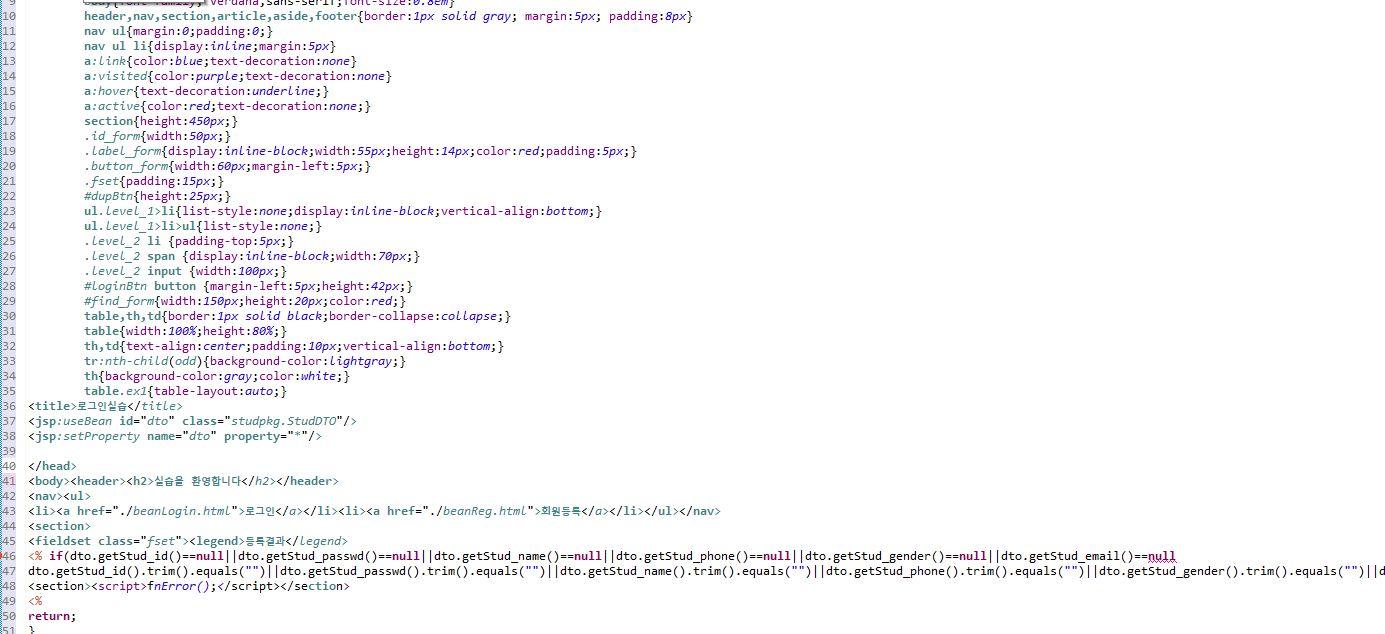 9 body{font-family: verdana,sans-serif;font-size:0.8em}
10 header,nav,section,article,aside,footer{border:1px solid gray; margin:5px; padding:8px}
11 nav ul{margin:0;padding:0;}
12 nav ul li{display:inline;margin:5px}
13 a:link{color:blue;text-decoration:none}
14 a:visited{color:purple;text-decoration:none}
15 a:hover{text-decoration:underline;}
16 a:active{color:red;text-decoration:none;}
17 section{height:450px;}
18 .id_form{width:50px;}
19 .label_form{display:inline-block;width:55px;height:14px;color:red;padding:5px;}
20 .button_form{width:60px;margin-left:5px;}
21 .fset{padding:15px;}
22 #dupBtn{height:25px;}
23 ul.level_1>li{list-style:none;display:inline-block;vertical-align:bottom;}
24 ul.level_1>li>ul{list-style:none;}
25 .level_2 li {padding-top:5px;}
26 .level_2 span {display:inline-block;width:70px;}
27 .level_2 input {width:100px;}
28 #loginBtn button {margin-left:5px;height:42px;}
29 #find_form{width:150px;height:20px;color:red;}
30 table,th,td{border:1px solid black;border-collapse:collapse;}
31 table{width:100%;height:80%;}
32 th,td{text-align:center;padding:10px;vertical-align:bottom;}
33 tr:nth-child(odd){background-color:lightgray;}
34 th{background-color:gray;color:white;}
35 table.ex1{table-layout:auto;}
36 <title>로그인실습</title>
37 <jsp:useBean id="dto" class="studpkg.StudDTO"/>
38 <jsp:setProperty name="dto" property="*"/>
39
40 </head>
41 <body><header><h2>실습을 환영합니다</h2></header>
42 <nav><ul>
43 <li><a href="./beanLogin.html">로그인</a></li><li><a href="./beanReg.html">회원등록</a></li></ul></nav>
44 <section>
45 <fieldset class="fset"><legend>등록결과</legend>
46 <% if(dto.getStud_id()==null||dto.getStud_passwd()==null||dto.getStud_name()==null||dto.getStud_phone()==null||dto.getStud_gender()==null||dto.getStud_email()==null
47 dto.getStud_id().trim().equals("")||dto.getStud_passwd().trim().equals("")||dto.getStud_name().trim().equals("")||dto.getStud_phone().trim().equals("")||dto.getStud_gender().trim().equals("")||d
48 <section><script>fnError();</script></section>
49 <%
50 return;
51 }